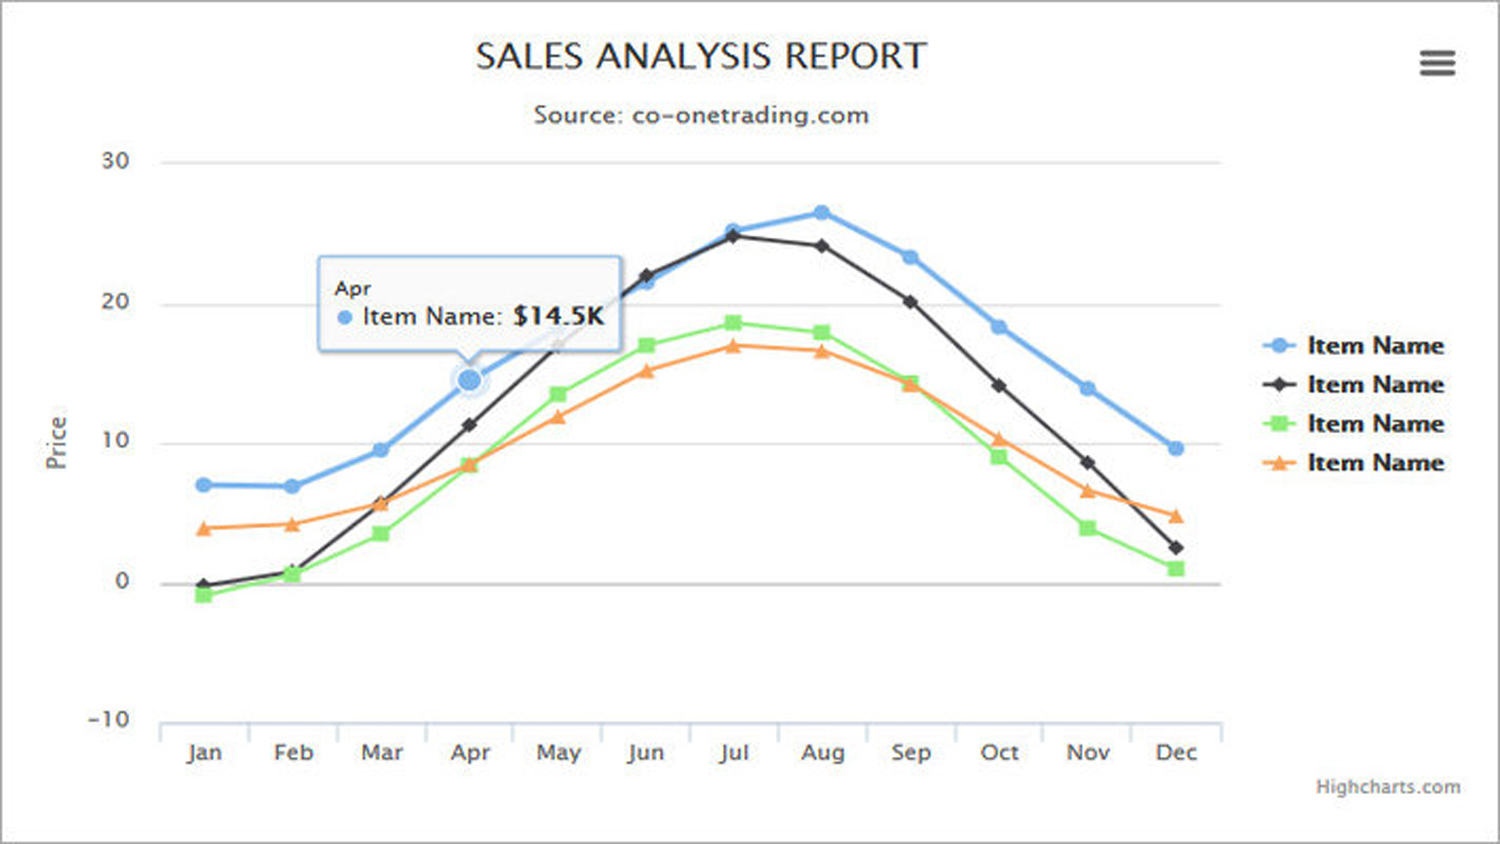 SALES ANALYSIS REPORT
Source: co-onetrading.com
30
20
10
0
-10
Price
Apr
Item Name: $14.5K
Item Name
Item Name
Item Name
Item Name
Jan Feb Mar Apr May Jun Jul Aug Sep Oct Nov Dec
Highcharts.com